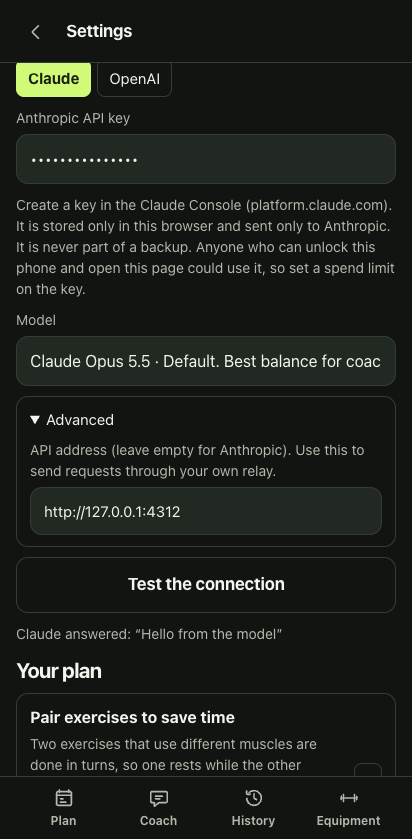 Settings
Claude OpenAI
Anthropic API key
•••••••••••••••
Create a key in the Claude Console (platform.claude.com).
It is stored only in this browser and sent only to Anthropic.
It is never part of a backup. Anyone who can unlock this
phone and open this page could use it, so set a spend limit
on the key.
Model
Claude Opus 5.5 · Default. Best balance for coac
▼ Advanced
API address (leave empty for Anthropic). Use this to
send requests through your own relay.
http://127.0.0.1:4312
Test the connection
Claude answered: “Hello from the model”
Your plan
Pair exercises to save time
Two exercises that use different muscles are
done in turns, so one rests while the other
Plan Coach History Equipment